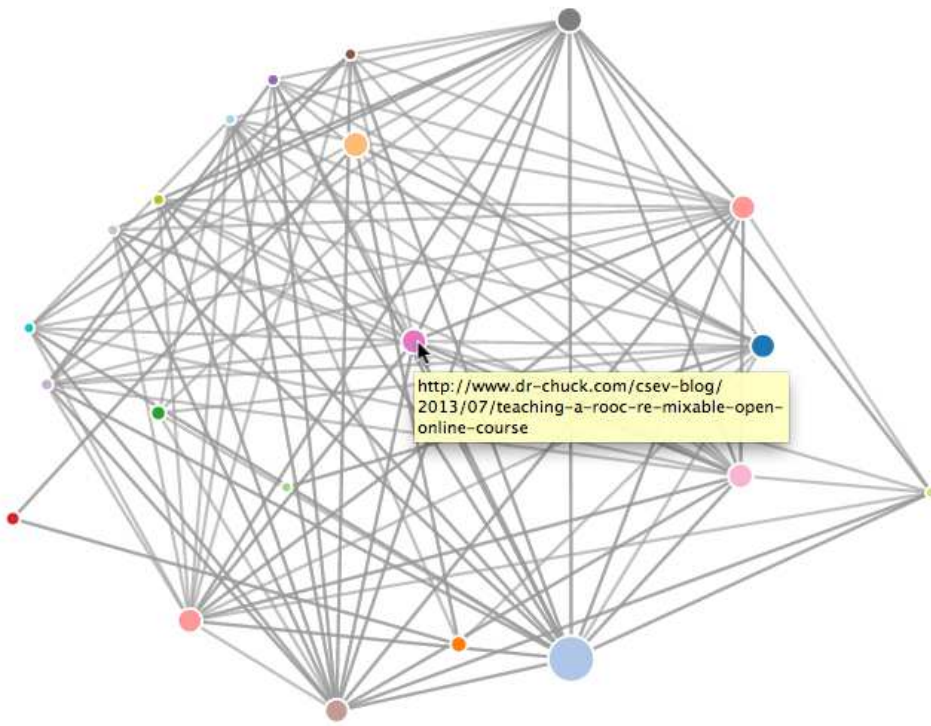 http://www.dr-chuck.com/csev-blog/
2013/07/teaching-a-rooc-re-mixable-open-
online-course